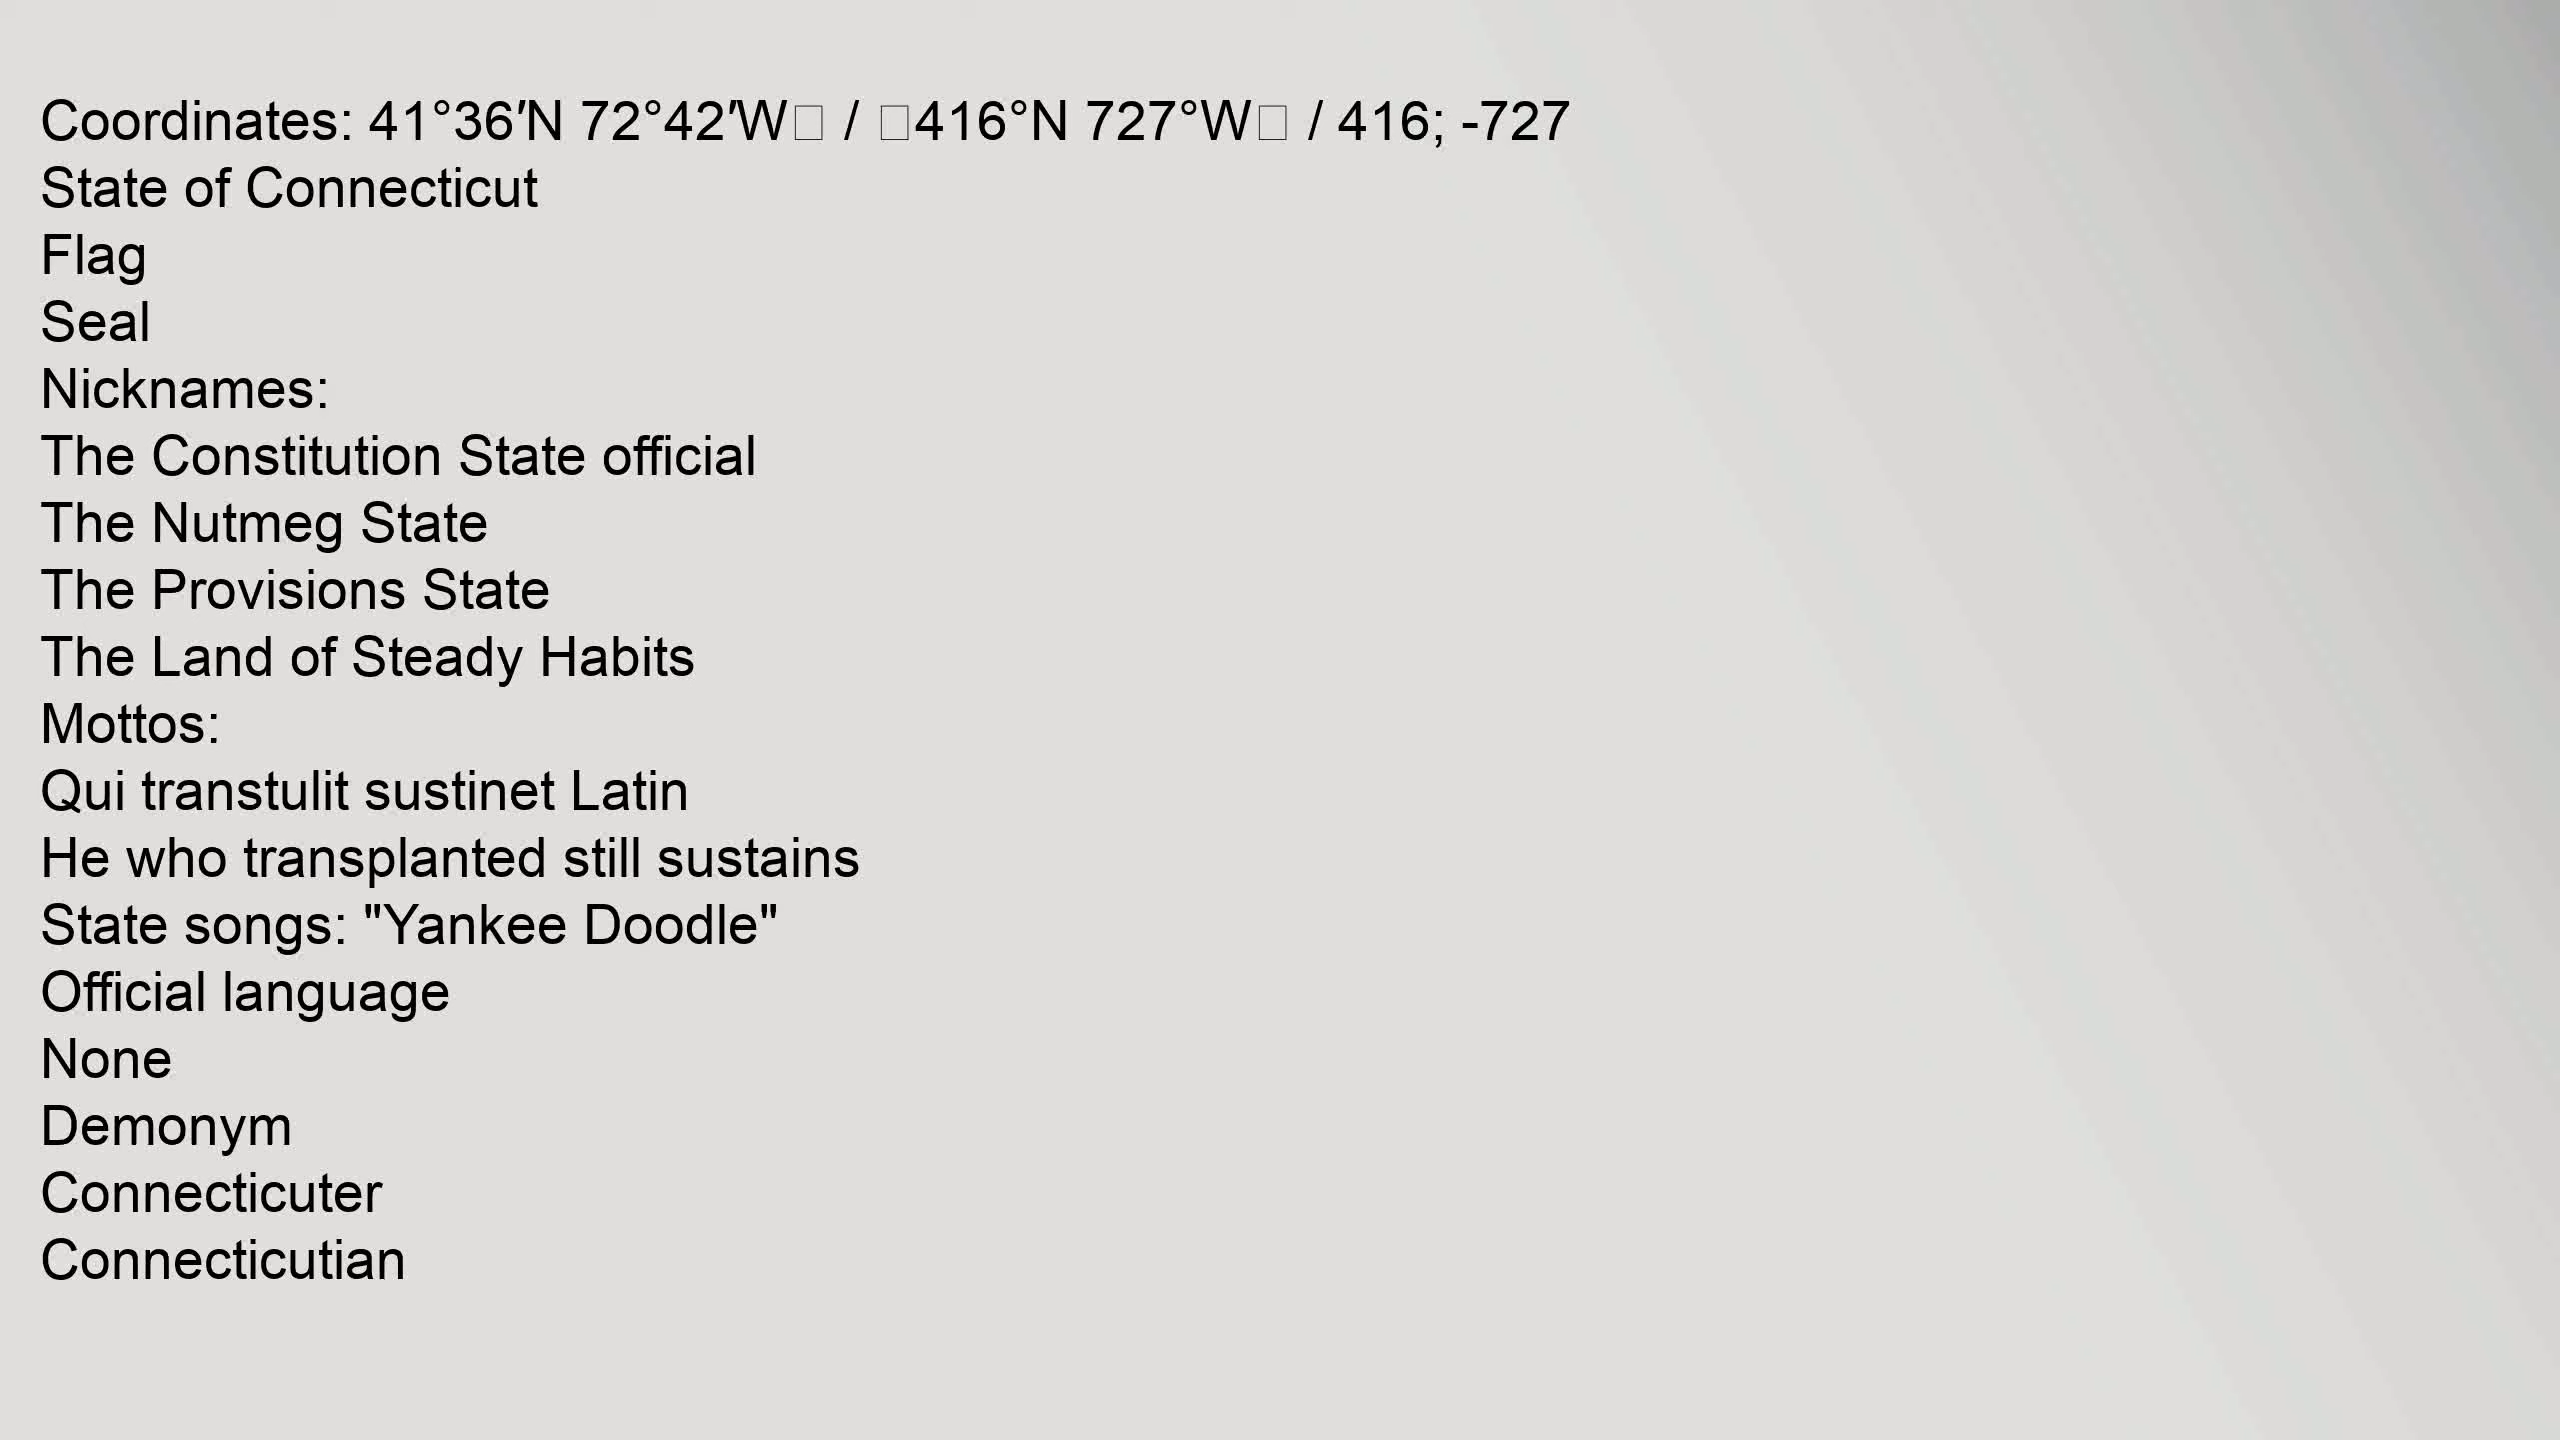 Coordinates: 41°36′N 72°42′W□ / □416°N 727°W□ / 416; -727
State of Connecticut
Flag
Seal
Nicknames:
The Constitution State official
The Nutmeg State
The Provisions State
The Land of Steady Habits
Mottos:
Qui transtulit sustinet Latin
He who transplanted still sustains
State songs: "Yankee Doodle"
Official language
None
Demonym
Connecticuter
Connecticutian